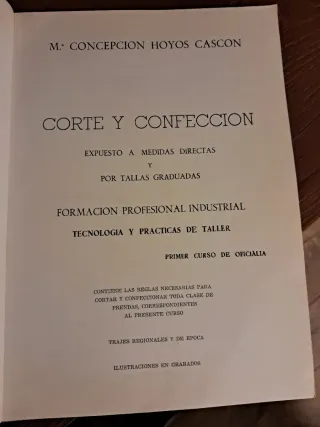 M.ª CONCEPCION HOYOS CASCON
CORTE Y CONFECCION
EXPUESTO A MEDIDAS DIRECTAS
Y
POR TALLAS GRADUADAS
FORMACION PROFESIONAL INDUSTRIAL
TECNOLOGIA Y PRACTICAS DE TALLER
PRIMER CURSO DE OFICIALIA
CONTIENE LAS REGLAS NECESARIAS PARA
CORTAR Y CONFECCIONAR TODA CLASE DE
PRENDAS, CORRESPONDIENTES
AL PRESENTE CURSO
TRAJES REGIONALES Y DE EPOCA
ILUSTRACIONES EN GRABADOS